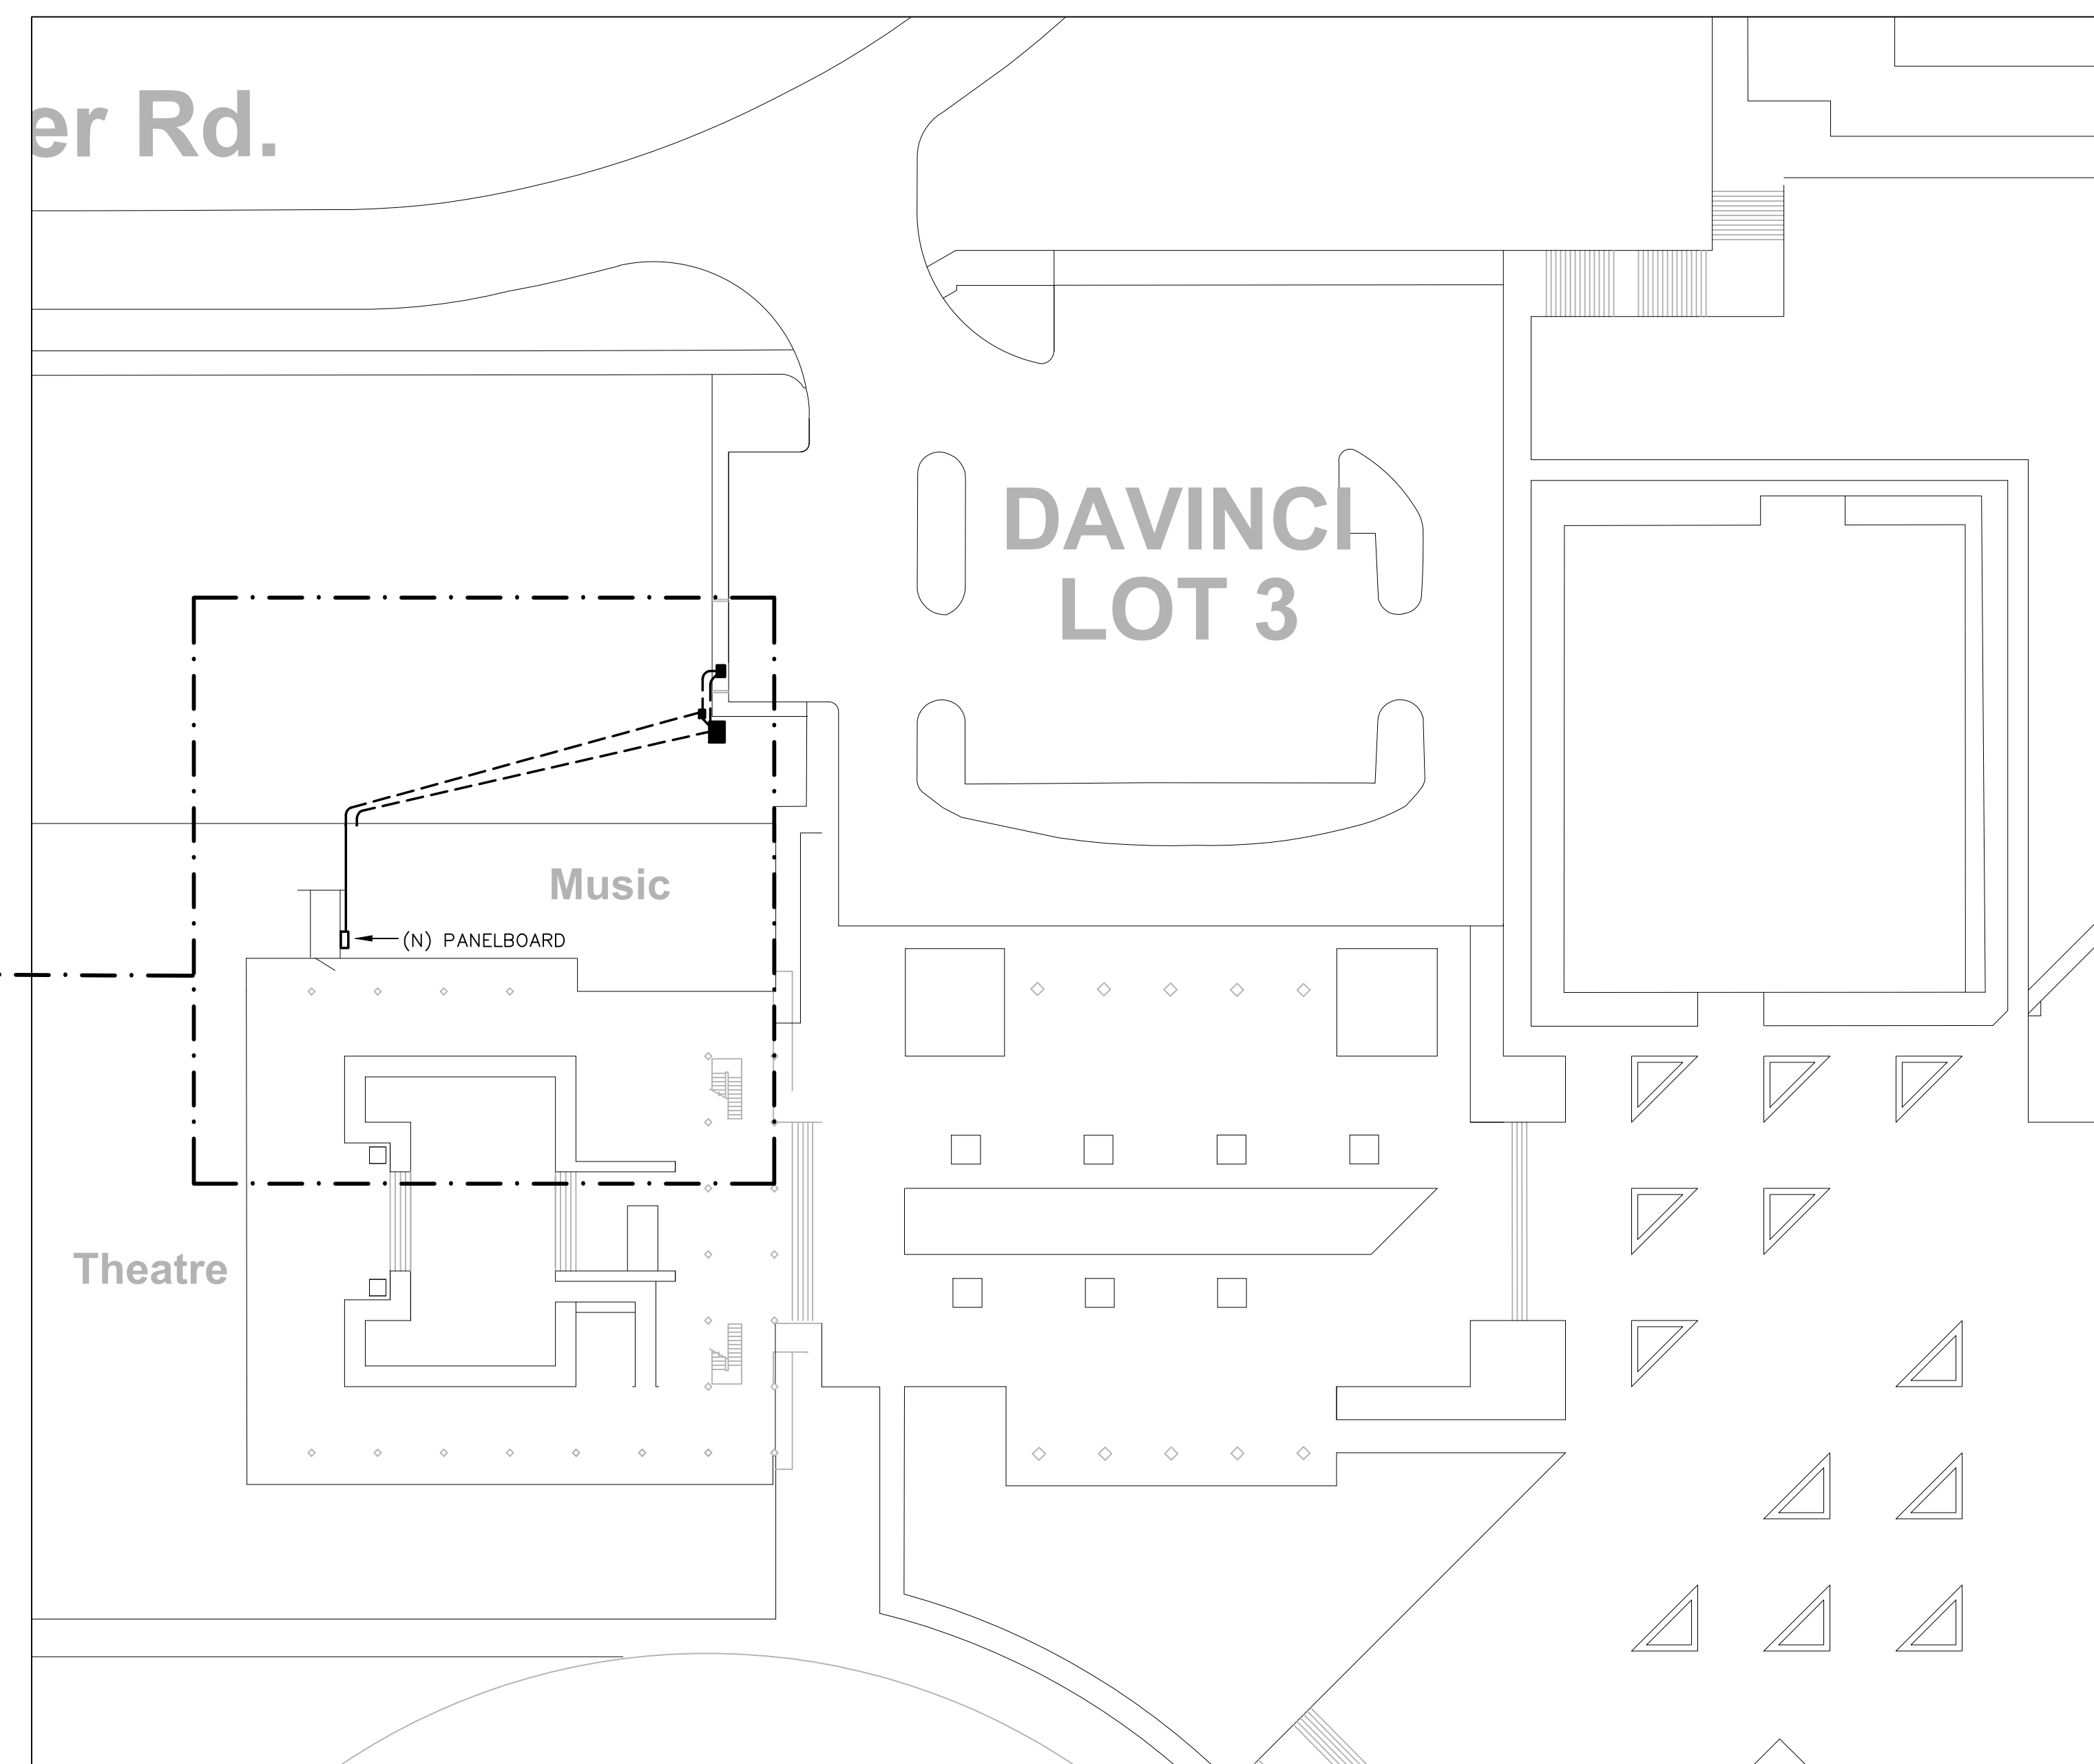 er Rd.
DAVINCI
LOT 3
Music
(N) PANELBOARD
Theatre